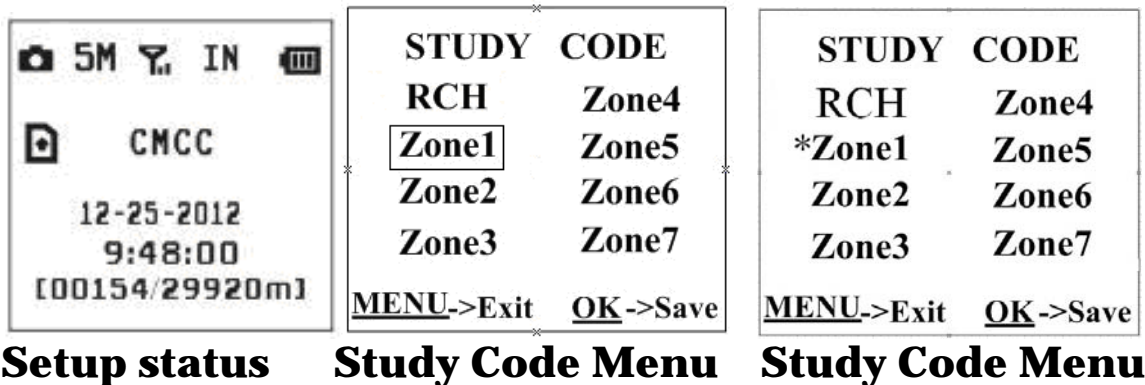 5M IN
CMCC
12-25-2012
9:48:00
[00154/29920m]
Setup status
STUDY CODE
RCH Zone4
Zone1 Zone5
Zone2 Zone6
Zone3 Zone7
MENU->Exit OK->Save
Study Code Menu
STUDY CODE
RCH Zone4
*Zone1 Zone5
Zone2 Zone6
Zone3 Zone7
MENU->Exit OK->Save
Study Code Menu